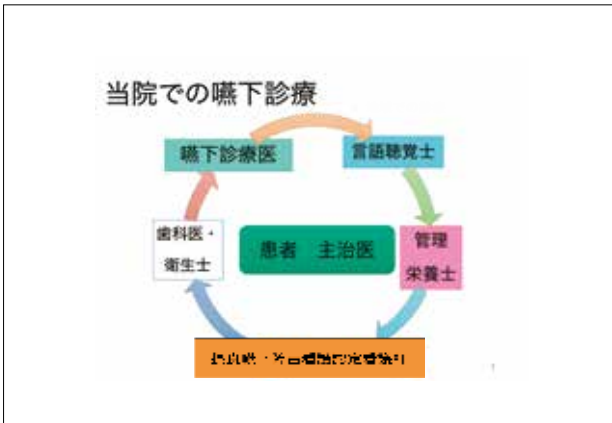 当院での嚥下診療
嚥下診療医
言語聴覚士
歯科医・
衛生士
患者　主治医
管理
栄養士